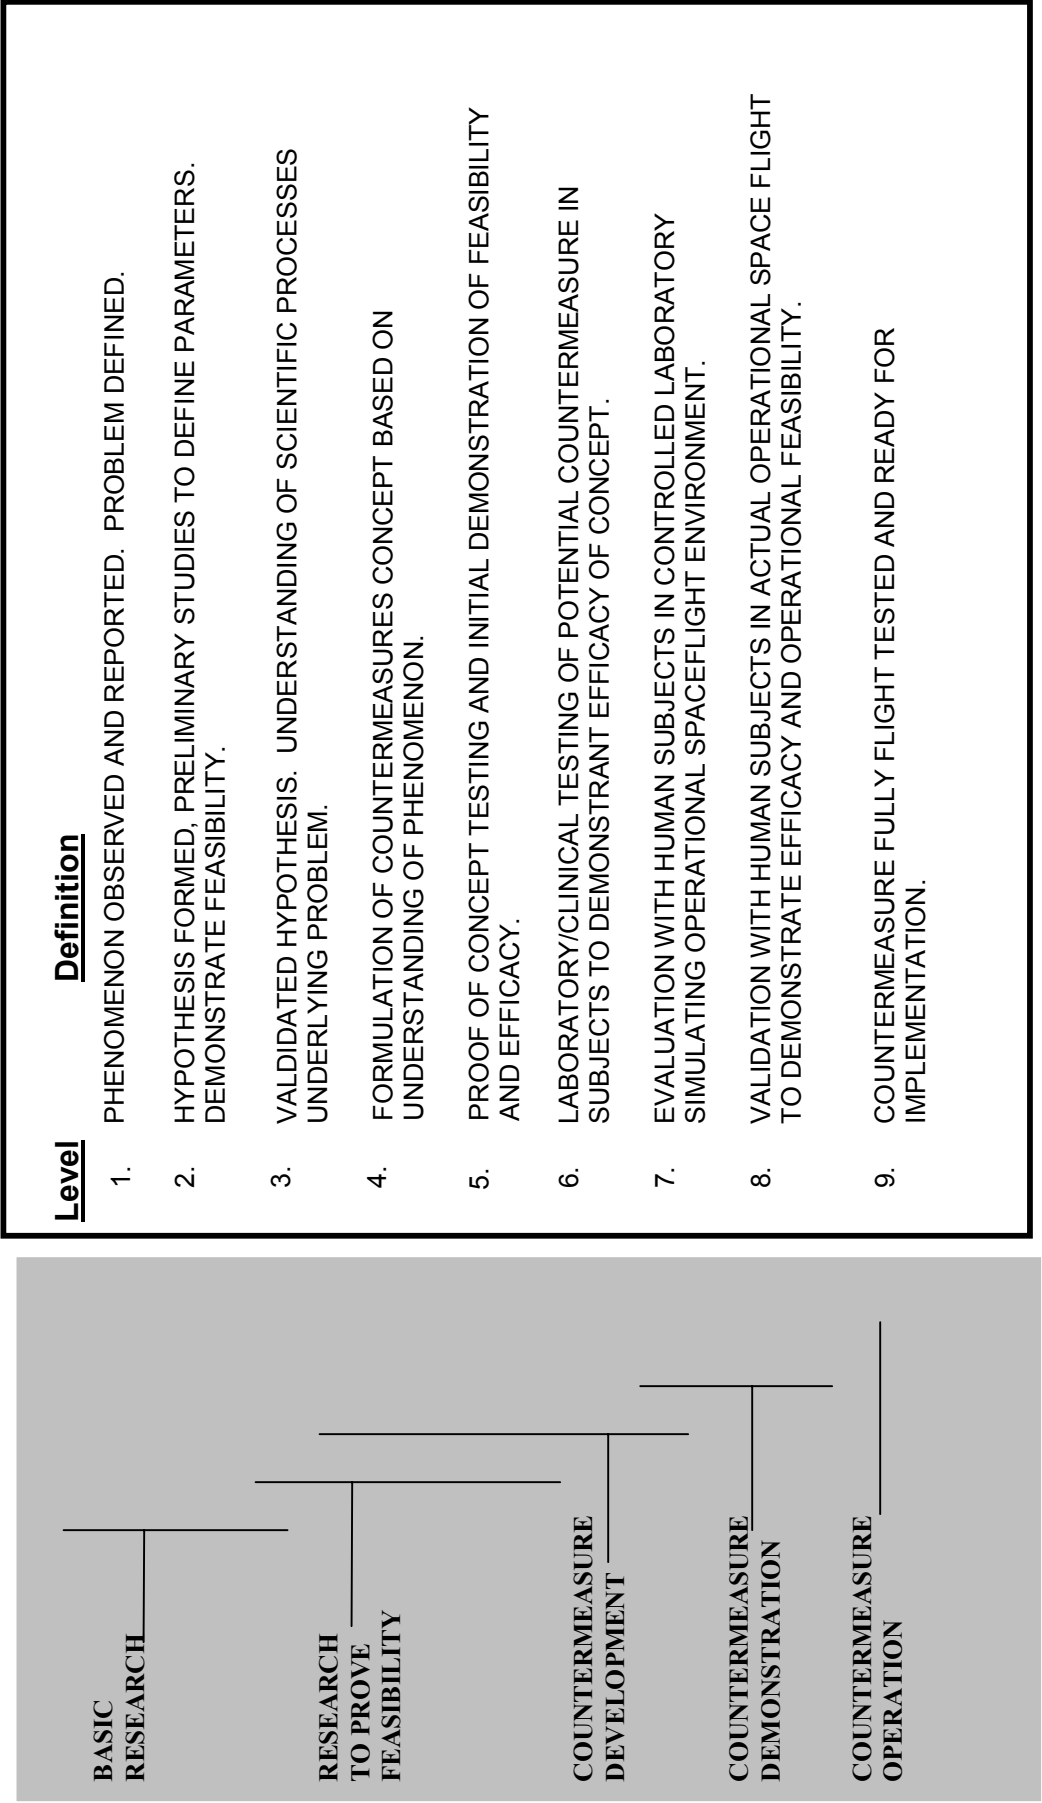 BASIC
RESEARCH
RESEARCH
TO PROVE
FEASIBILITY
COUNTERMEASURE
DEVELOPMENT
COUNTERMEASURE
DEMONSTRATION
COUNTERMEASURE
OPERATION
Level Definition
1. PHENOMENON OBSERVED AND REPORTED. PROBLEM DEFINED.
2. HYPOTHESIS FORMED, PRELIMINARY STUDIES TO DEFINE PARAMETERS.
DEMONSTRATE FEASIBILITY.
3. VALDIDATED HYPOTHESIS. UNDERSTANDING OF SCIENTIFIC PROCESSES
UNDERLYING PROBLEM.
4. FORMULATION OF COUNTERMEASURES CONCEPT BASED ON
UNDERSTANDING OF PHENOMENON.
5. PROOF OF CONCEPT TESTING AND INITIAL DEMONSTRATION OF FEASIBILITY
AND EFFICACY.
6. LABORATORY/CLINICAL TESTING OF POTENTIAL COUNTERMEASURE IN
SUBJECTS TO DEMONSTRANT EFFICACY OF CONCEPT.
7. EVALUATION WITH HUMAN SUBJECTS IN CONTROLLED LABORATORY
SIMULATING OPERATIONAL SPACEFLIGHT ENVIRONMENT.
8. VALIDATION WITH HUMAN SUBJECTS IN ACTUAL OPERATIONAL SPACE FLIGHT
TO DEMONSTRATE EFFICACY AND OPERATIONAL FEASIBILITY.
9. COUNTERMEASURE FULLY FLIGHT TESTED AND READY FOR
IMPLEMENTATION.